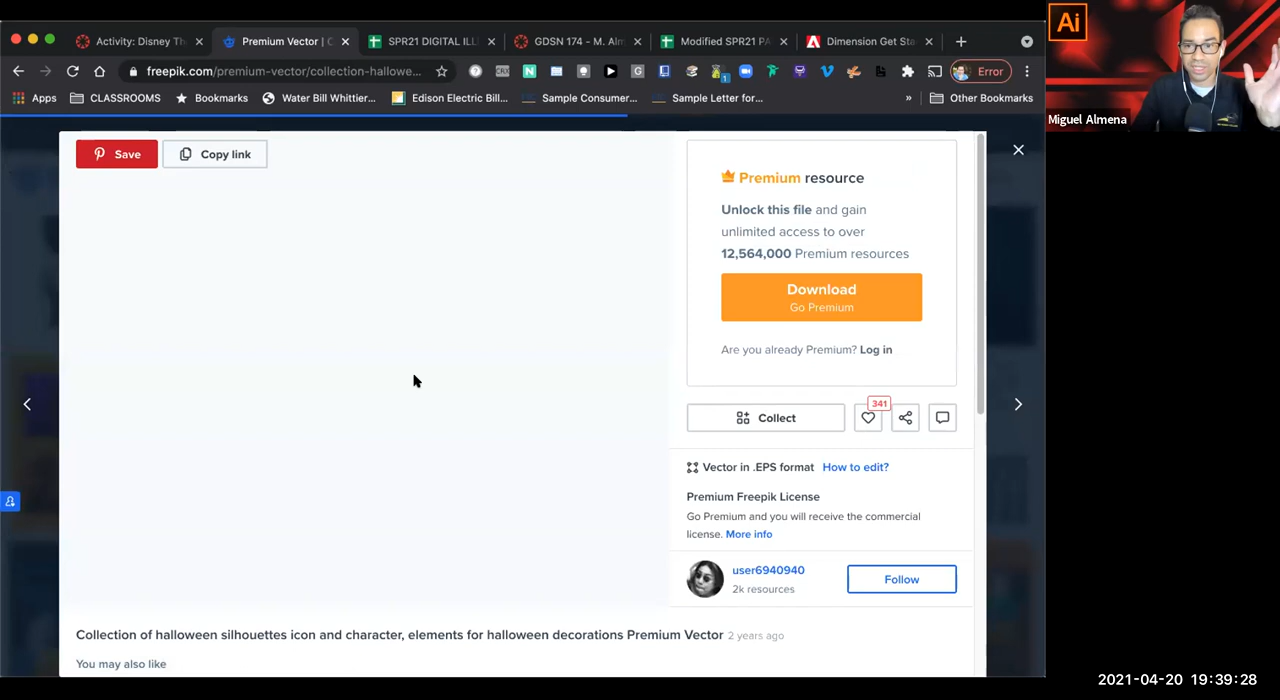 Activity: Disney Th
Premium Vector | C
SPR21 DIGITAL ILL
GDSN 174 - M. Alm
Modified SPR21 PA
Dimension Get Sta
Ai
freepik.com/premium-vector/collection-hallowe...
Error
Apps
CLASSROOMS
Bookmarks
Water Bill Whittier...
Edison Electric Bill...
Sample Consumer...
Sample Letter for...
»
Other Bookmarks
Miguel Almena
Save
Copy link
Premium resource
Unlock this file and gain
unlimited access to over
12,564,000 Premium resources
Download
Go Premium
Are you already Premium? Log in
Collect
341
Vector in .EPS format How to edit?
Premium Freepik License
Go Premium and you will receive the commercial
license. More info
user6940940
2k resources
Follow
Collection of halloween silhouettes icon and character, elements for halloween decorations Premium Vector 2 years ago
You may also like
2021-04-20 19:39:28